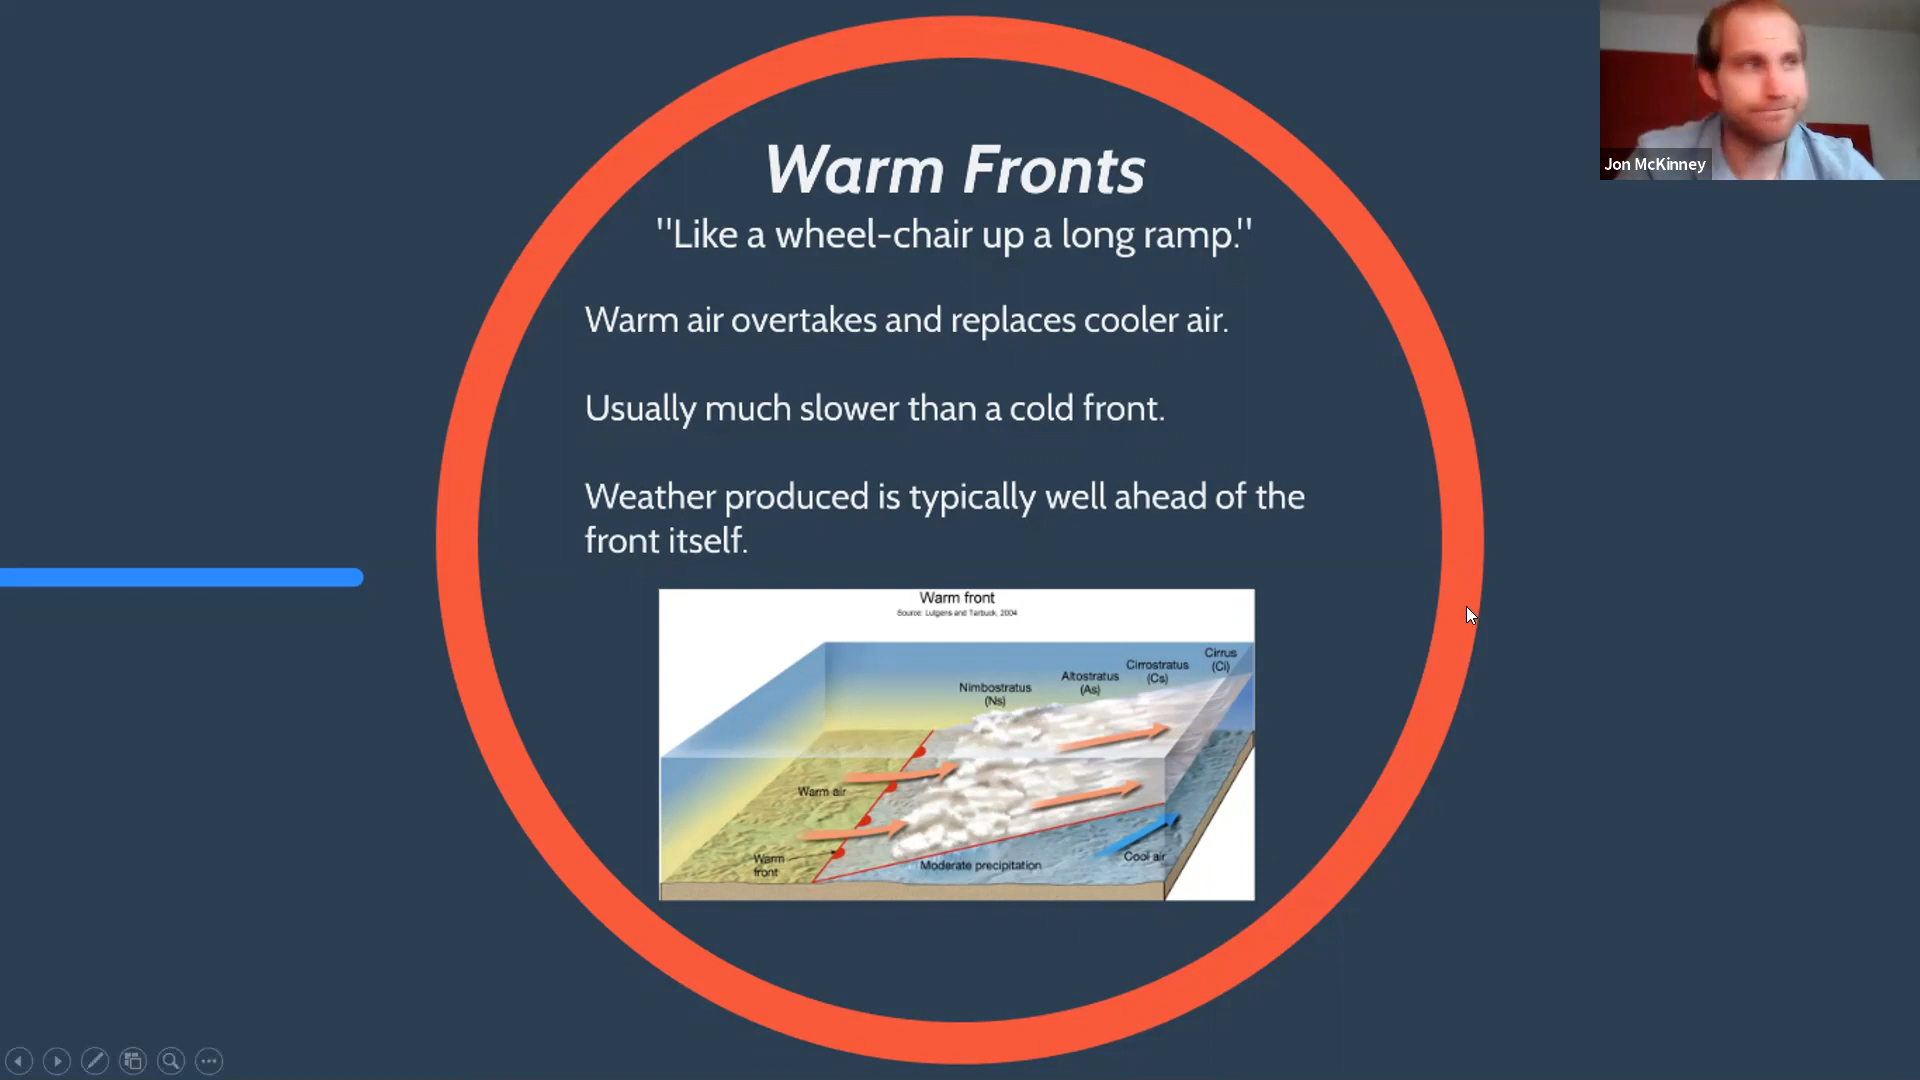 Warm Fronts
"Like a wheel-chair up a long ramp."
Warm air overtakes and replaces cooler air.
Usually much slower than a cold front.
Weather produced is typically well ahead of the
front itself.
Warm front
Source: Lutgens and Tarbuck, 2004
Cirrus
(Ci)
Cirrostratus
(Cs)
Altostratus
(As)
Nimbostratus
(Ns)
Warm air
Warm
front
Moderate precipitation
Cool air
Jon McKinney